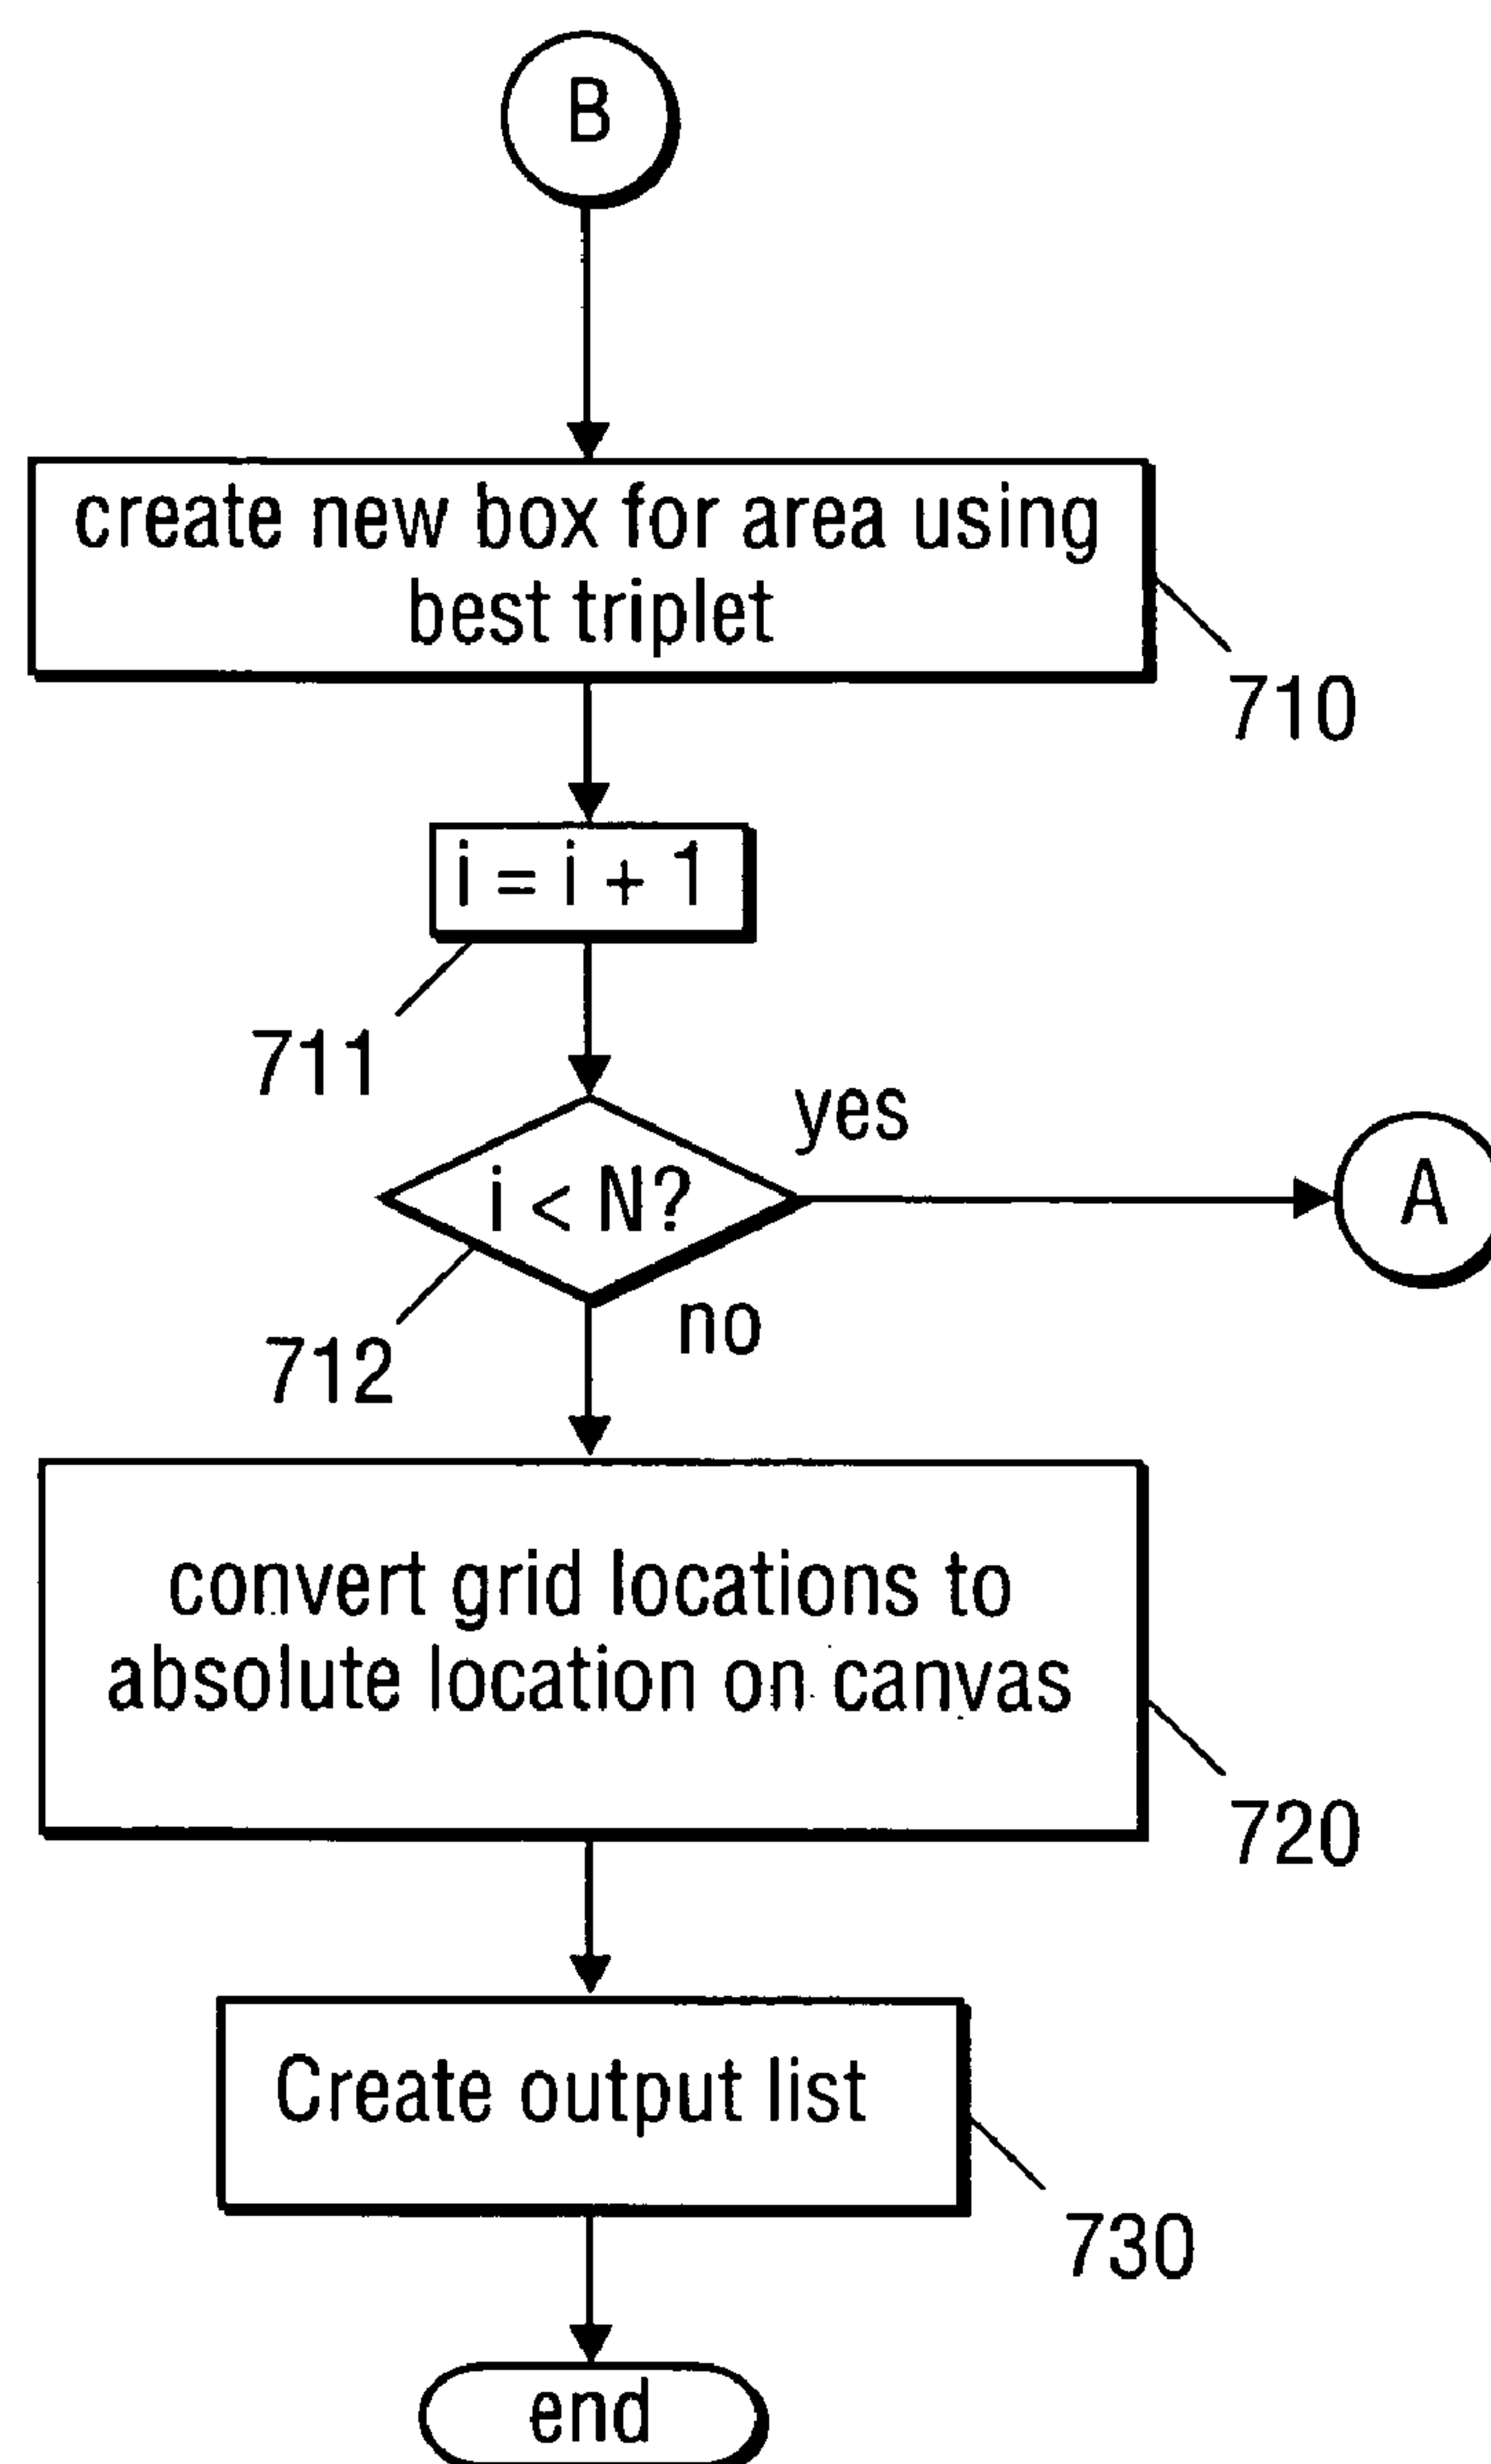 B
create new box for area using
best triplet
710
i = i + 1
711
yes
i < N?
A
no
712
convert grid locations to
absolute location on canvas
720
Create output list
730
end